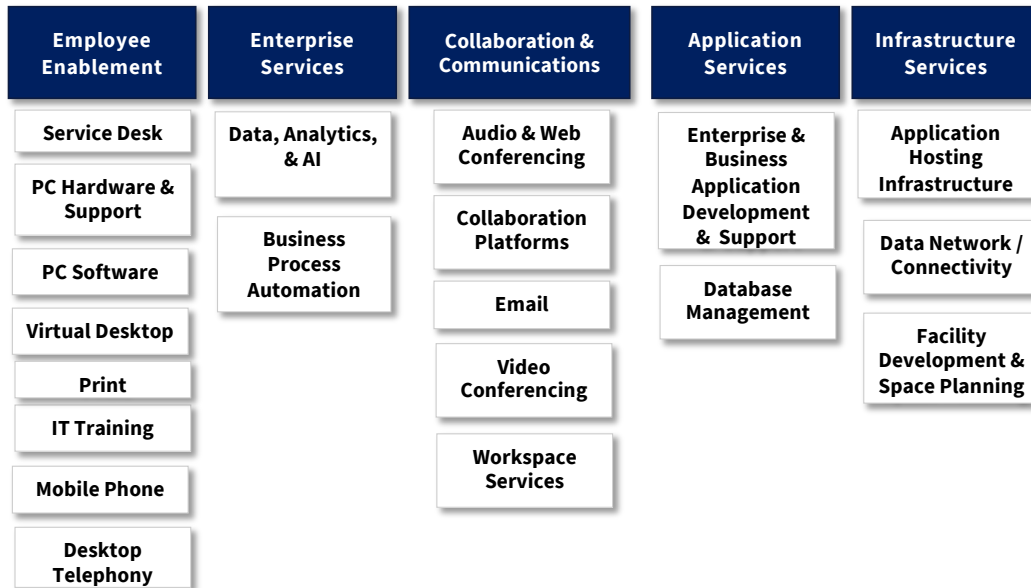 Employee
Enablement
Service Desk
PC Hardware &
Support
PC Software
Virtual Desktop
Print
IT Training
Mobile Phone
Desktop
Telephony
Enterprise
Services
Data, Analytics,
& AI
Business
Process
Automation
Collaboration &
Communications
Audio & Web
Conferencing
Collaboration
Platforms
Email
Video
Conferencing
Workspace
Services
Application
Services
Enterprise &
Business
Application
Development
& Support
Database
Management
Infrastructure
Services
Application
Hosting
Infrastructure
Data Network /
Connectivity
Facility
Development &
Space Planning